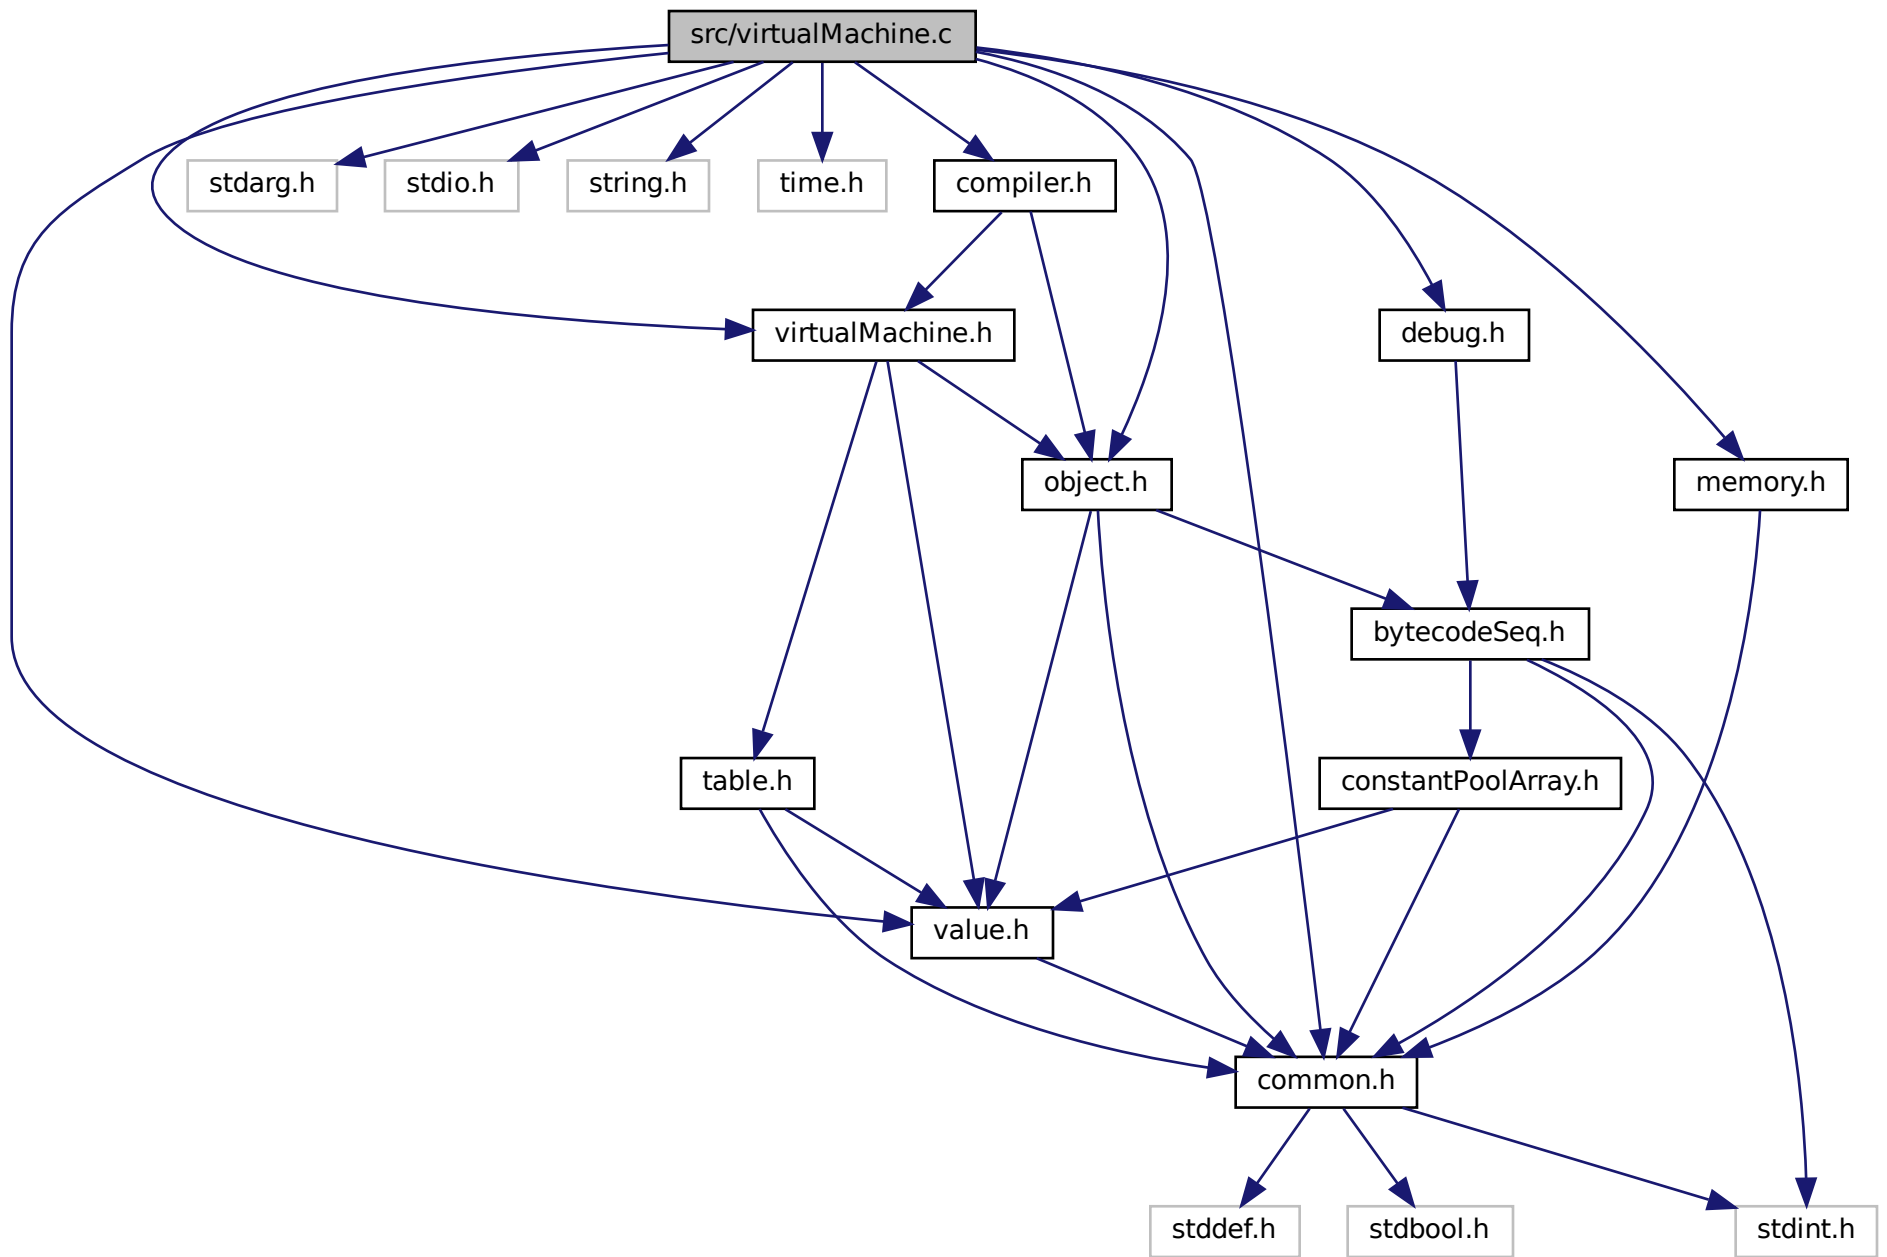 src/virtualMachine.c
stdarg.h
stdio.h
string.h
time.h
compiler.h
virtualMachine.h
debug.h
object.h
memory.h
bytecodeSeq.h
table.h
constantPoolArray.h
value.h
common.h
stddef.h
stdbool.h
stdint.h